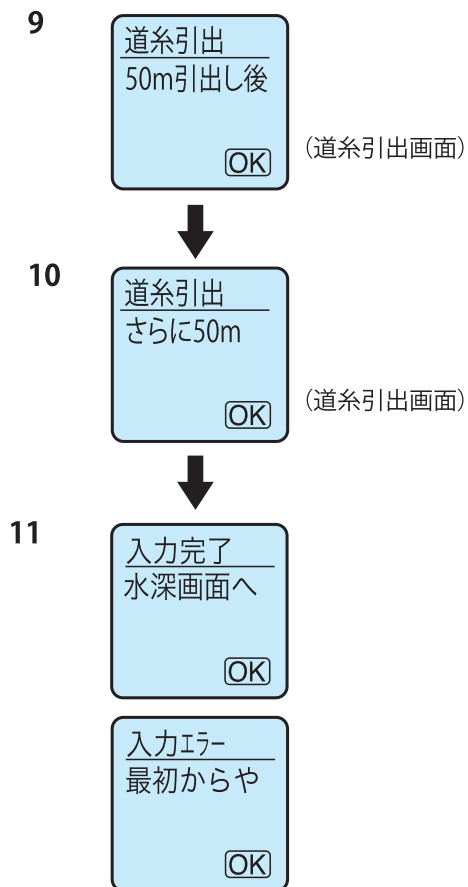 9
道糸引出
50m引出し後
OK
(道糸引出画面)
10
道糸引出
さらに50m
OK
(道糸引出画面)
11
入力完了
水深画面へ
OK
入力エラー
最初からや
OK